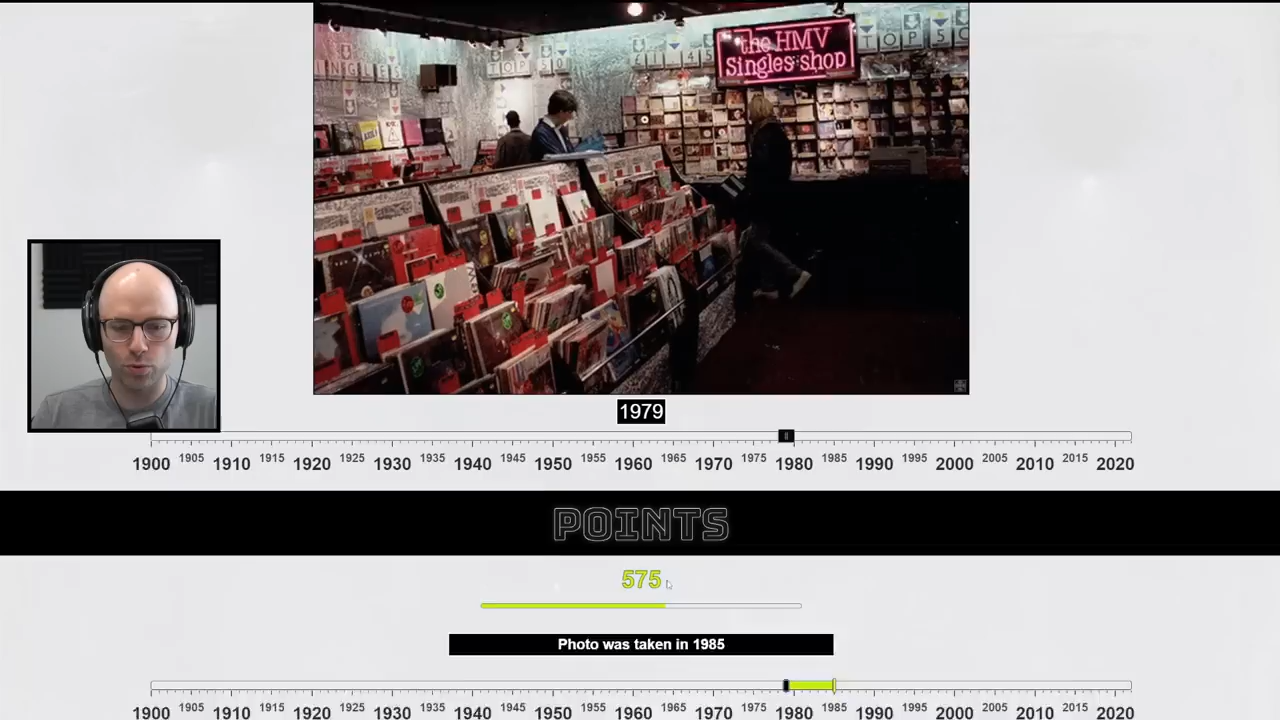 the HMV
Singles shop
TOP 50
TOP 50
1979
1900 1905 1910 1915 1920 1925 1930 1935 1940 1945 1950 1955 1960 1965 1970 1975 1980 1985 1990 1995 2000 2005 2010 2015 2020
POINTS
575
Photo was taken in 1985
1900 1905 1910 1915 1920 1925 1930 1935 1940 1945 1950 1955 1960 1965 1970 1975 1980 1985 1990 1995 2000 2005 2010 2015 2020